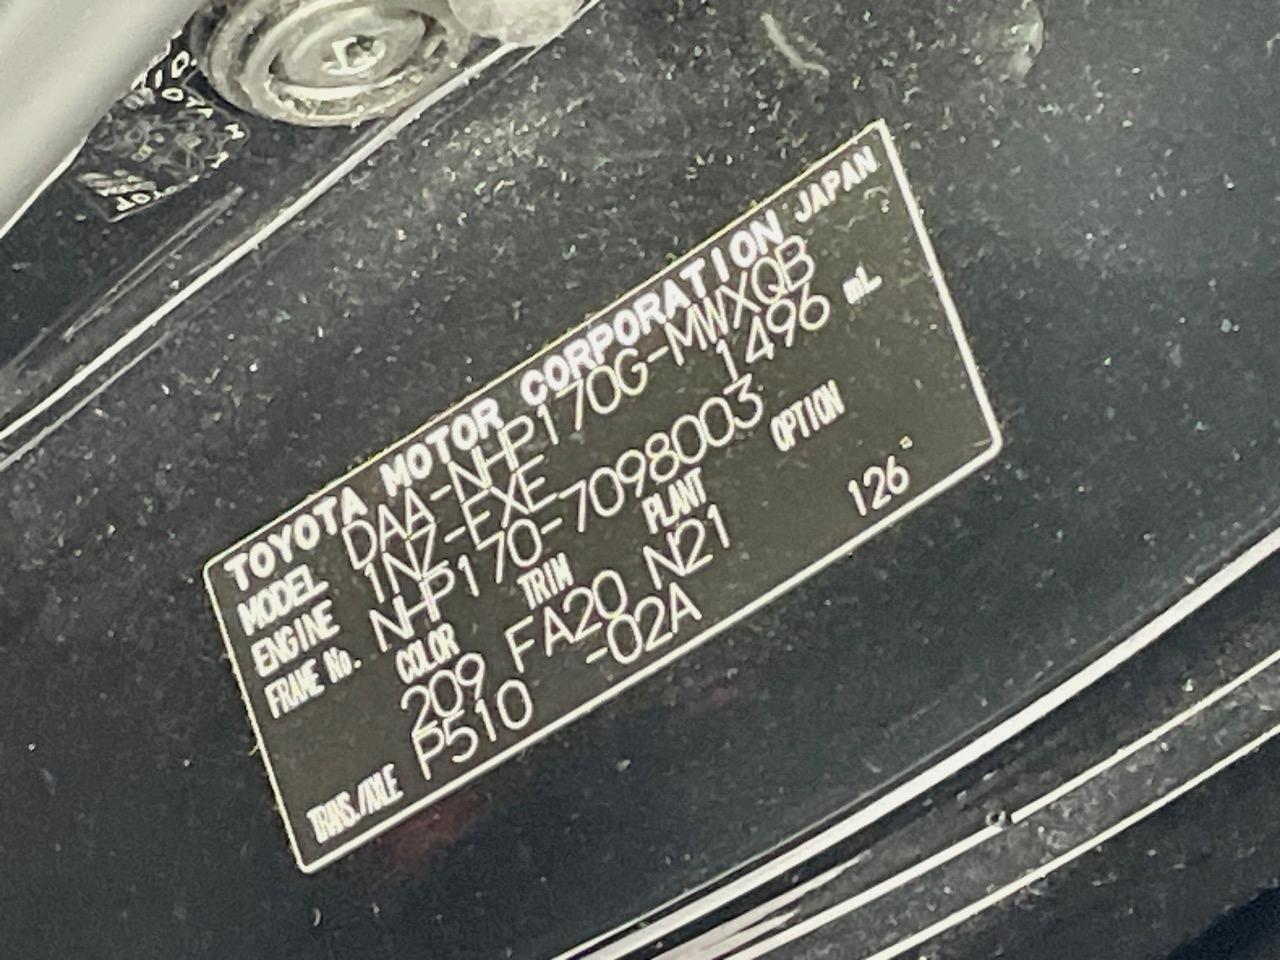 TOYOTA MOTOR CORPORATION JAPAN
MODEL DAA-NHP170G-MWXQB
ENGINE 1NZ-FXE 1496 mL
FRAME No. NHP170-7098003
COLOR TRIM PLANT OPTION
209 FA20 N21 126
TRANS./AXLE P510 -02A